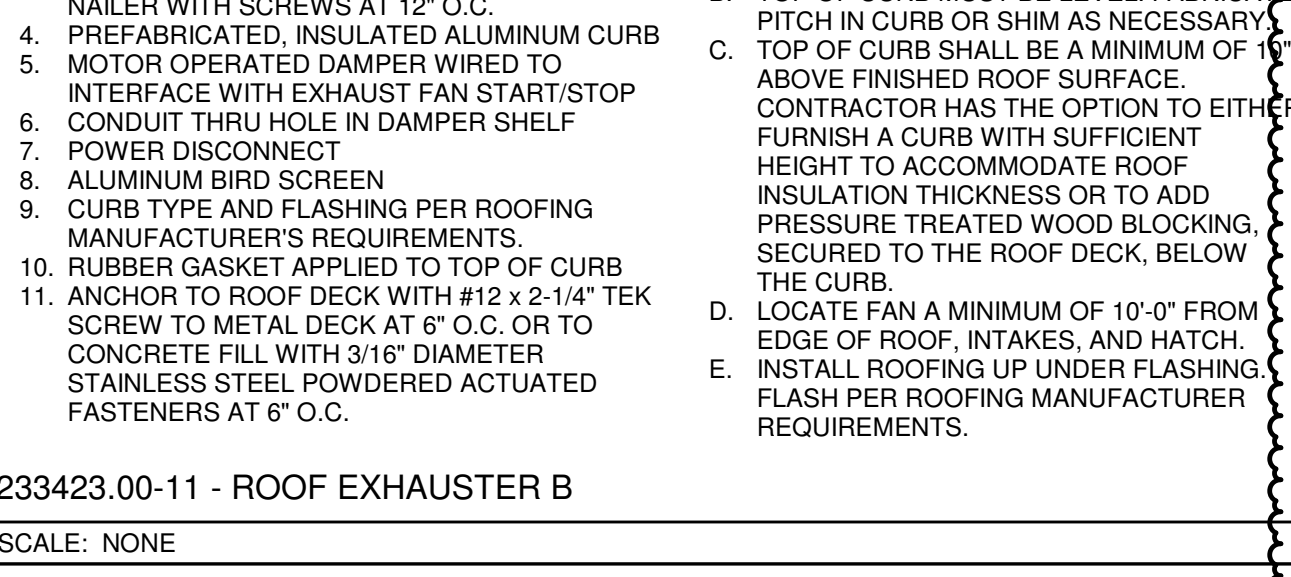 NAILER WITH SCREWS AT 12" O.C.
4. PREFABRICATED, INSULATED ALUMINUM CURB
5. MOTOR OPERATED DAMPER WIRED TO
INTERFACE WITH EXHAUST FAN START/STOP
6. CONDUIT THRU HOLE IN DAMPER SHELF
7. POWER DISCONNECT
8. ALUMINUM BIRD SCREEN
9. CURB TYPE AND FLASHING PER ROOFING
MANUFACTURER'S REQUIREMENTS.
10. RUBBER GASKET APPLIED TO TOP OF CURB
11. ANCHOR TO ROOF DECK WITH #12 x 2-1/4" TEK
SCREW TO METAL DECK AT 6" O.C. OR TO
CONCRETE FILL WITH 3/16" DIAMETER
STAINLESS STEEL POWDERED ACTUATED
FASTENERS AT 6" O.C.
B. TOP OF CURB MUST BE LEVEL.
PITCH IN CURB OR SHIM AS NECESSARY.
C. TOP OF CURB SHALL BE A MINIMUM OF 10"
ABOVE FINISHED ROOF SURFACE.
CONTRACTOR HAS THE OPTION TO EITHER
FURNISH A CURB WITH SUFFICIENT
HEIGHT TO ACCOMMODATE ROOF
INSULATION THICKNESS OR TO ADD
PRESSURE TREATED WOOD BLOCKING,
SECURED TO THE ROOF DECK, BELOW
THE CURB.
D. LOCATE FAN A MINIMUM OF 10'-0" FROM
EDGE OF ROOF, INTAKES, AND HATCH.
E. INSTALL ROOFING UP UNDER FLASHING.
FLASH PER ROOFING MANUFACTURER
REQUIREMENTS.
233423.00-11 - ROOF EXHAUSTER B
SCALE: NONE